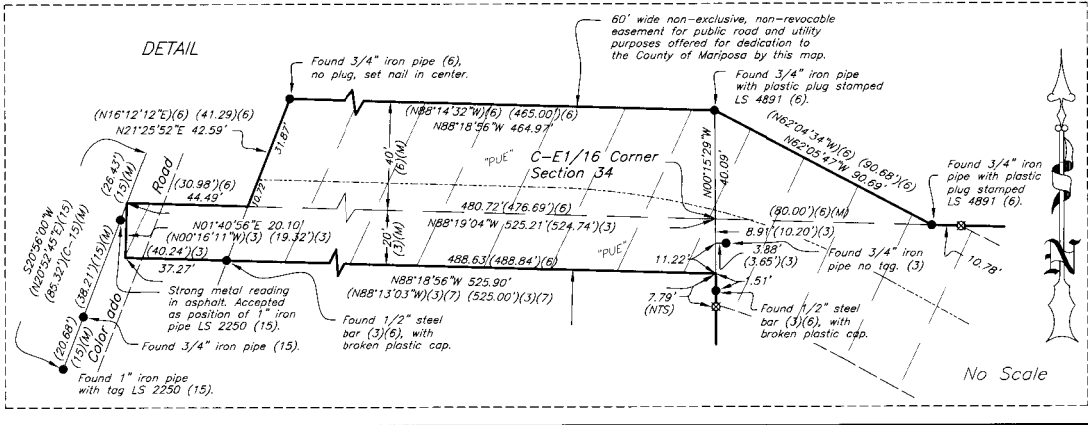 DETAIL
60' wide non-exclusive, non-revocable
easement for public road and utility
purposes offered for dedication to
the County of Mariposa by this map.
Found 3/4" iron pipe (6),
no plug, set nail in center.
Found 3/4" iron pipe
with plastic plug stamped
LS 4891 (6).
(N16°12'12"E)(6) (41.29)(6)
N21°25'52"E 42.59'
(N88°14'32"W)(6) (465.00')(6)
N88°18'56"W 464.97'
(N62°04'34"W)(6) (90.68')(6)
N62°05'47"W 90.69'
31.87'
10.72'
40'
(6)(M)
"PUE"
C-E1/16 Corner
Section 34
N00°15'29"W
40.09'
Found 3/4" iron
pipe with plastic
plug stamped
LS 4891 (6).
(26.43')
(15)(M)
Road
(30.98')(6)
44.49'
480.72'(476.69')(6)
(80.00')(6)(M)
N01°40'56"E 20.10'
(N00°16'11"W)(3) (19.32')(3)
N88°19'04"W 525.21'(524.74')(3)
20'
(3)(M)
8.91'(10.20')(3)
S20°56'00"W
(N20°52'45"E)(15)
(85.32')(C-15)(M)
(40.24')(3)
37.27'
488.63(488.84')(6)
"PUE"
11.22'
3.88'
(3.65')(3)
Found 3/4" iron
pipe no tag. (3)
10.78'
N88°18'56"W 525.90'
(N88°13'03"W)(3)(7) (525.00')(3)(7)
1.51'
7.79'
(NTS)
(38.21')(15)(M)
Strong metal reading
in asphalt. Accepted
as position of 1" iron
pipe LS 2250 (15).
Found 1/2" steel
bar (3)(6), with
broken plastic cap.
Found 1/2" steel
bar (3)(6), with
broken plastic cap.
(20.68')
(15)(M)
Colorado
Found 3/4" iron pipe (15).
Found 1" iron pipe
with tag LS 2250 (15).
N
No Scale